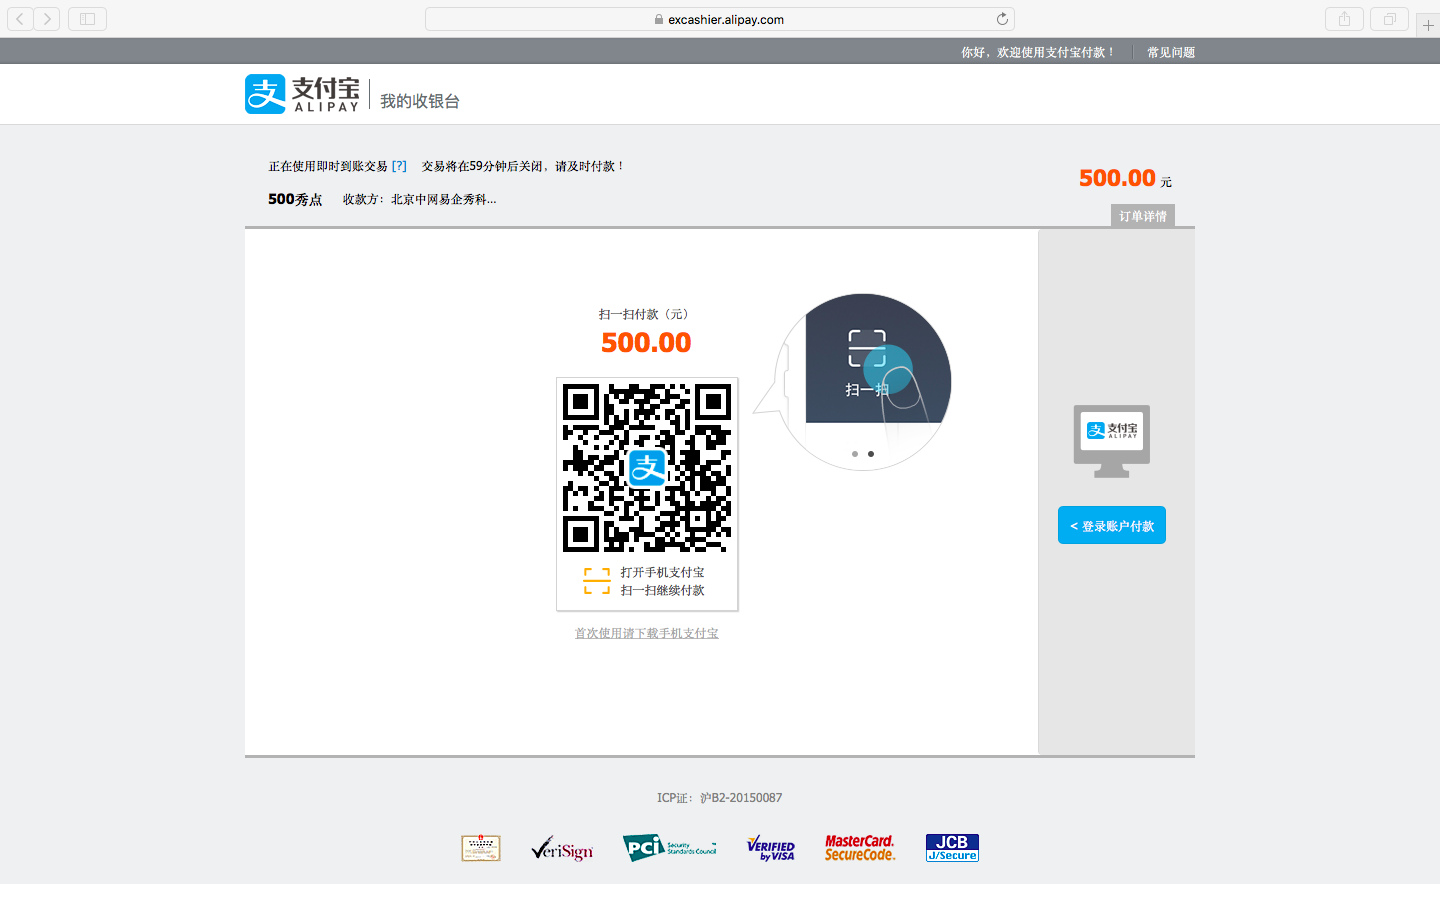 excashier.alipay.com
你好，欢迎使用支付宝付款！ 常见问题
支 支付宝 ALIPAY 我的收银台
正在使用即时到账交易 [?] 交易将在59分钟后关闭，请及时付款！
500.00 元
500秀点 收款方：北京中网易企秀科...
订单详情
扫一扫付款（元）
500.00
扫一扫
支
打开手机支付宝
扫一扫继续付款
首次使用请下载手机支付宝
支 支付宝 ALIPAY
< 登录账户付款
ICP证：沪B2-20150087
VeriSign
PCI Security Standards Council
VERIFIED by VISA
MasterCard. SecureCode.
JCB J/Secure